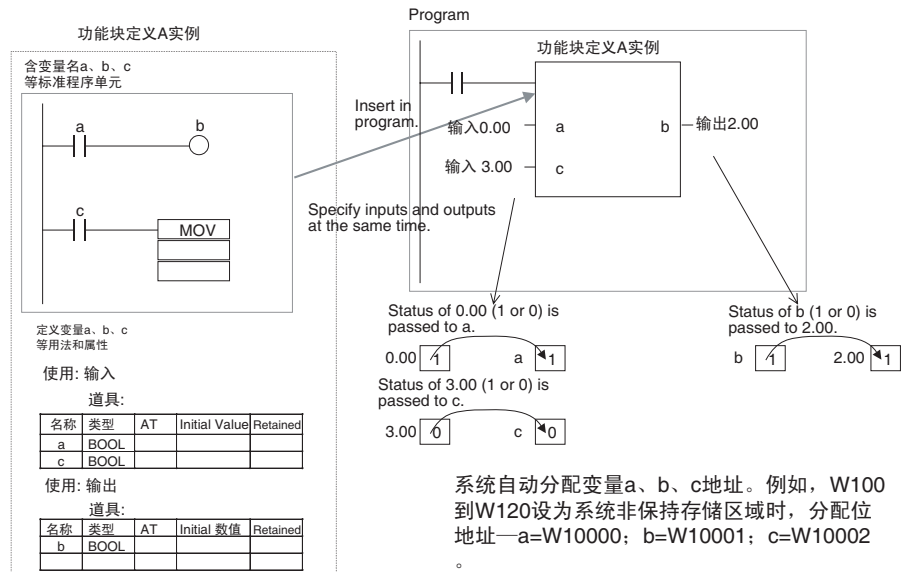 功能块定义A实例
含变量名a、b、c
等标准程序单元
a
b
c
MOV
定义变量a、b、c
等用法和属性
使用: 输入
道具:
名称 类型 AT Initial Value Retained
a BOOL
c BOOL
使用: 输出
道具:
名称 类型 AT Initial 数值 Retained
b BOOL
Program
功能块定义A实例
Insert in
program.
输入0.00
a
b
输出2.00
输入 3.00
c
Specify inputs and outputs
at the same time.
Status of 0.00 (1 or 0) is
passed to a.
0.00 1 a 1
Status of 3.00 (1 or 0) is
passed to c.
3.00 0 c 0
Status of b (1 or 0) is
passed to 2.00.
b 1 2.00 1
系统自动分配变量a、b、c地址。例如，W100
到W120设为系统非保持存储区域时，分配位
地址—a=W10000；b=W10001；c=W10002
。